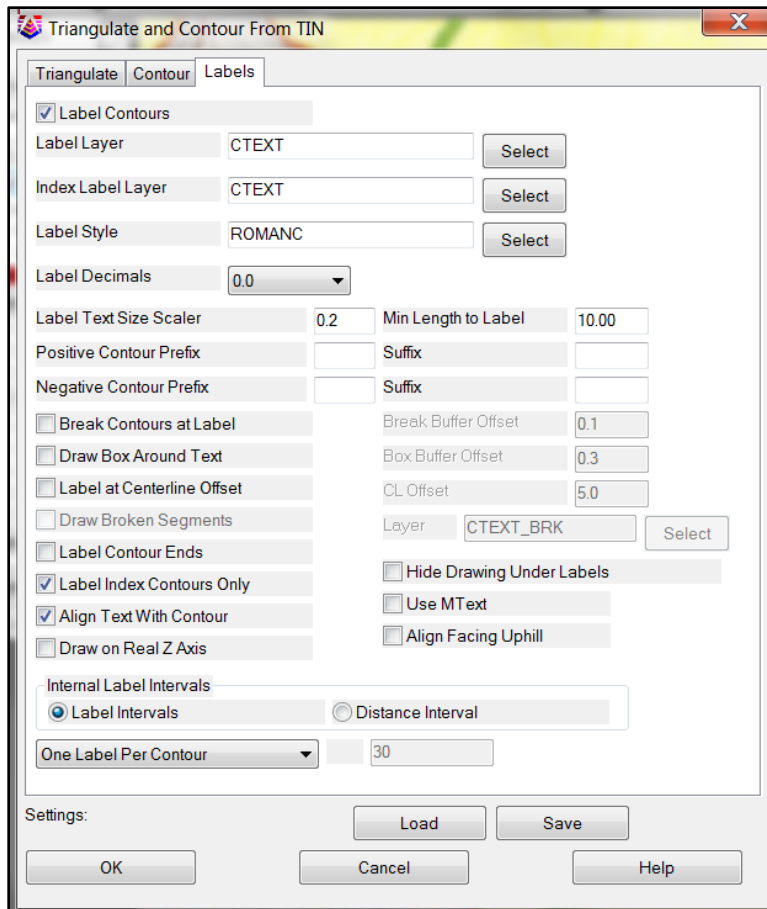 Triangulate and Contour From TIN
Triangulate Contour Labels
Label Contours
Label Layer CTEXT Select
Index Label Layer CTEXT Select
Label Style ROMANC Select
Label Decimals 0.0
Label Text Size Scaler 0.2 Min Length to Label 10.00
Positive Contour Prefix Suffix
Negative Contour Prefix Suffix
Break Contours at Label Break Buffer Offset 0.1
Draw Box Around Text Box Buffer Offset 0.3
Label at Centerline Offset CL Offset 5.0
Draw Broken Segments Layer CTEXT_BRK Select
Label Contour Ends Hide Drawing Under Labels
Label Index Contours Only Use MText
Align Text With Contour Align Facing Uphill
Draw on Real Z Axis
Internal Label Intervals
Label Intervals Distance Interval
One Label Per Contour 30
Settings: Load Save
OK Cancel Help